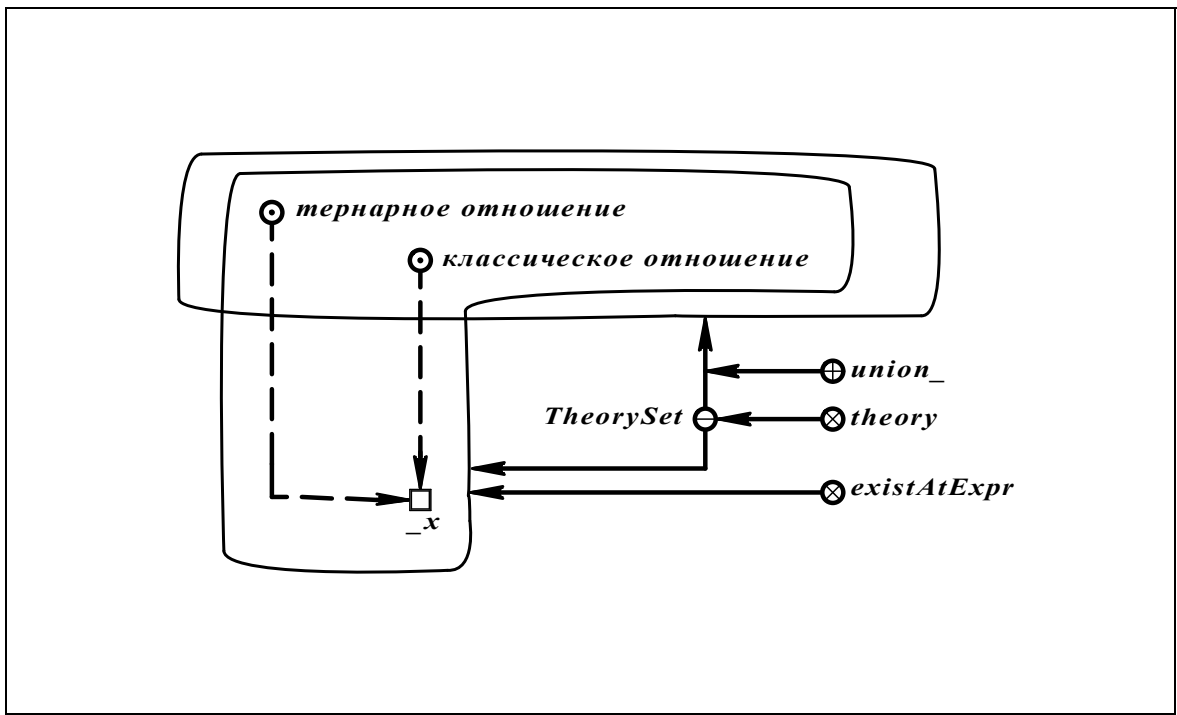 тернарное отношение
классическое отношение
union_
TheorySet
theory
existAtExpr
_x